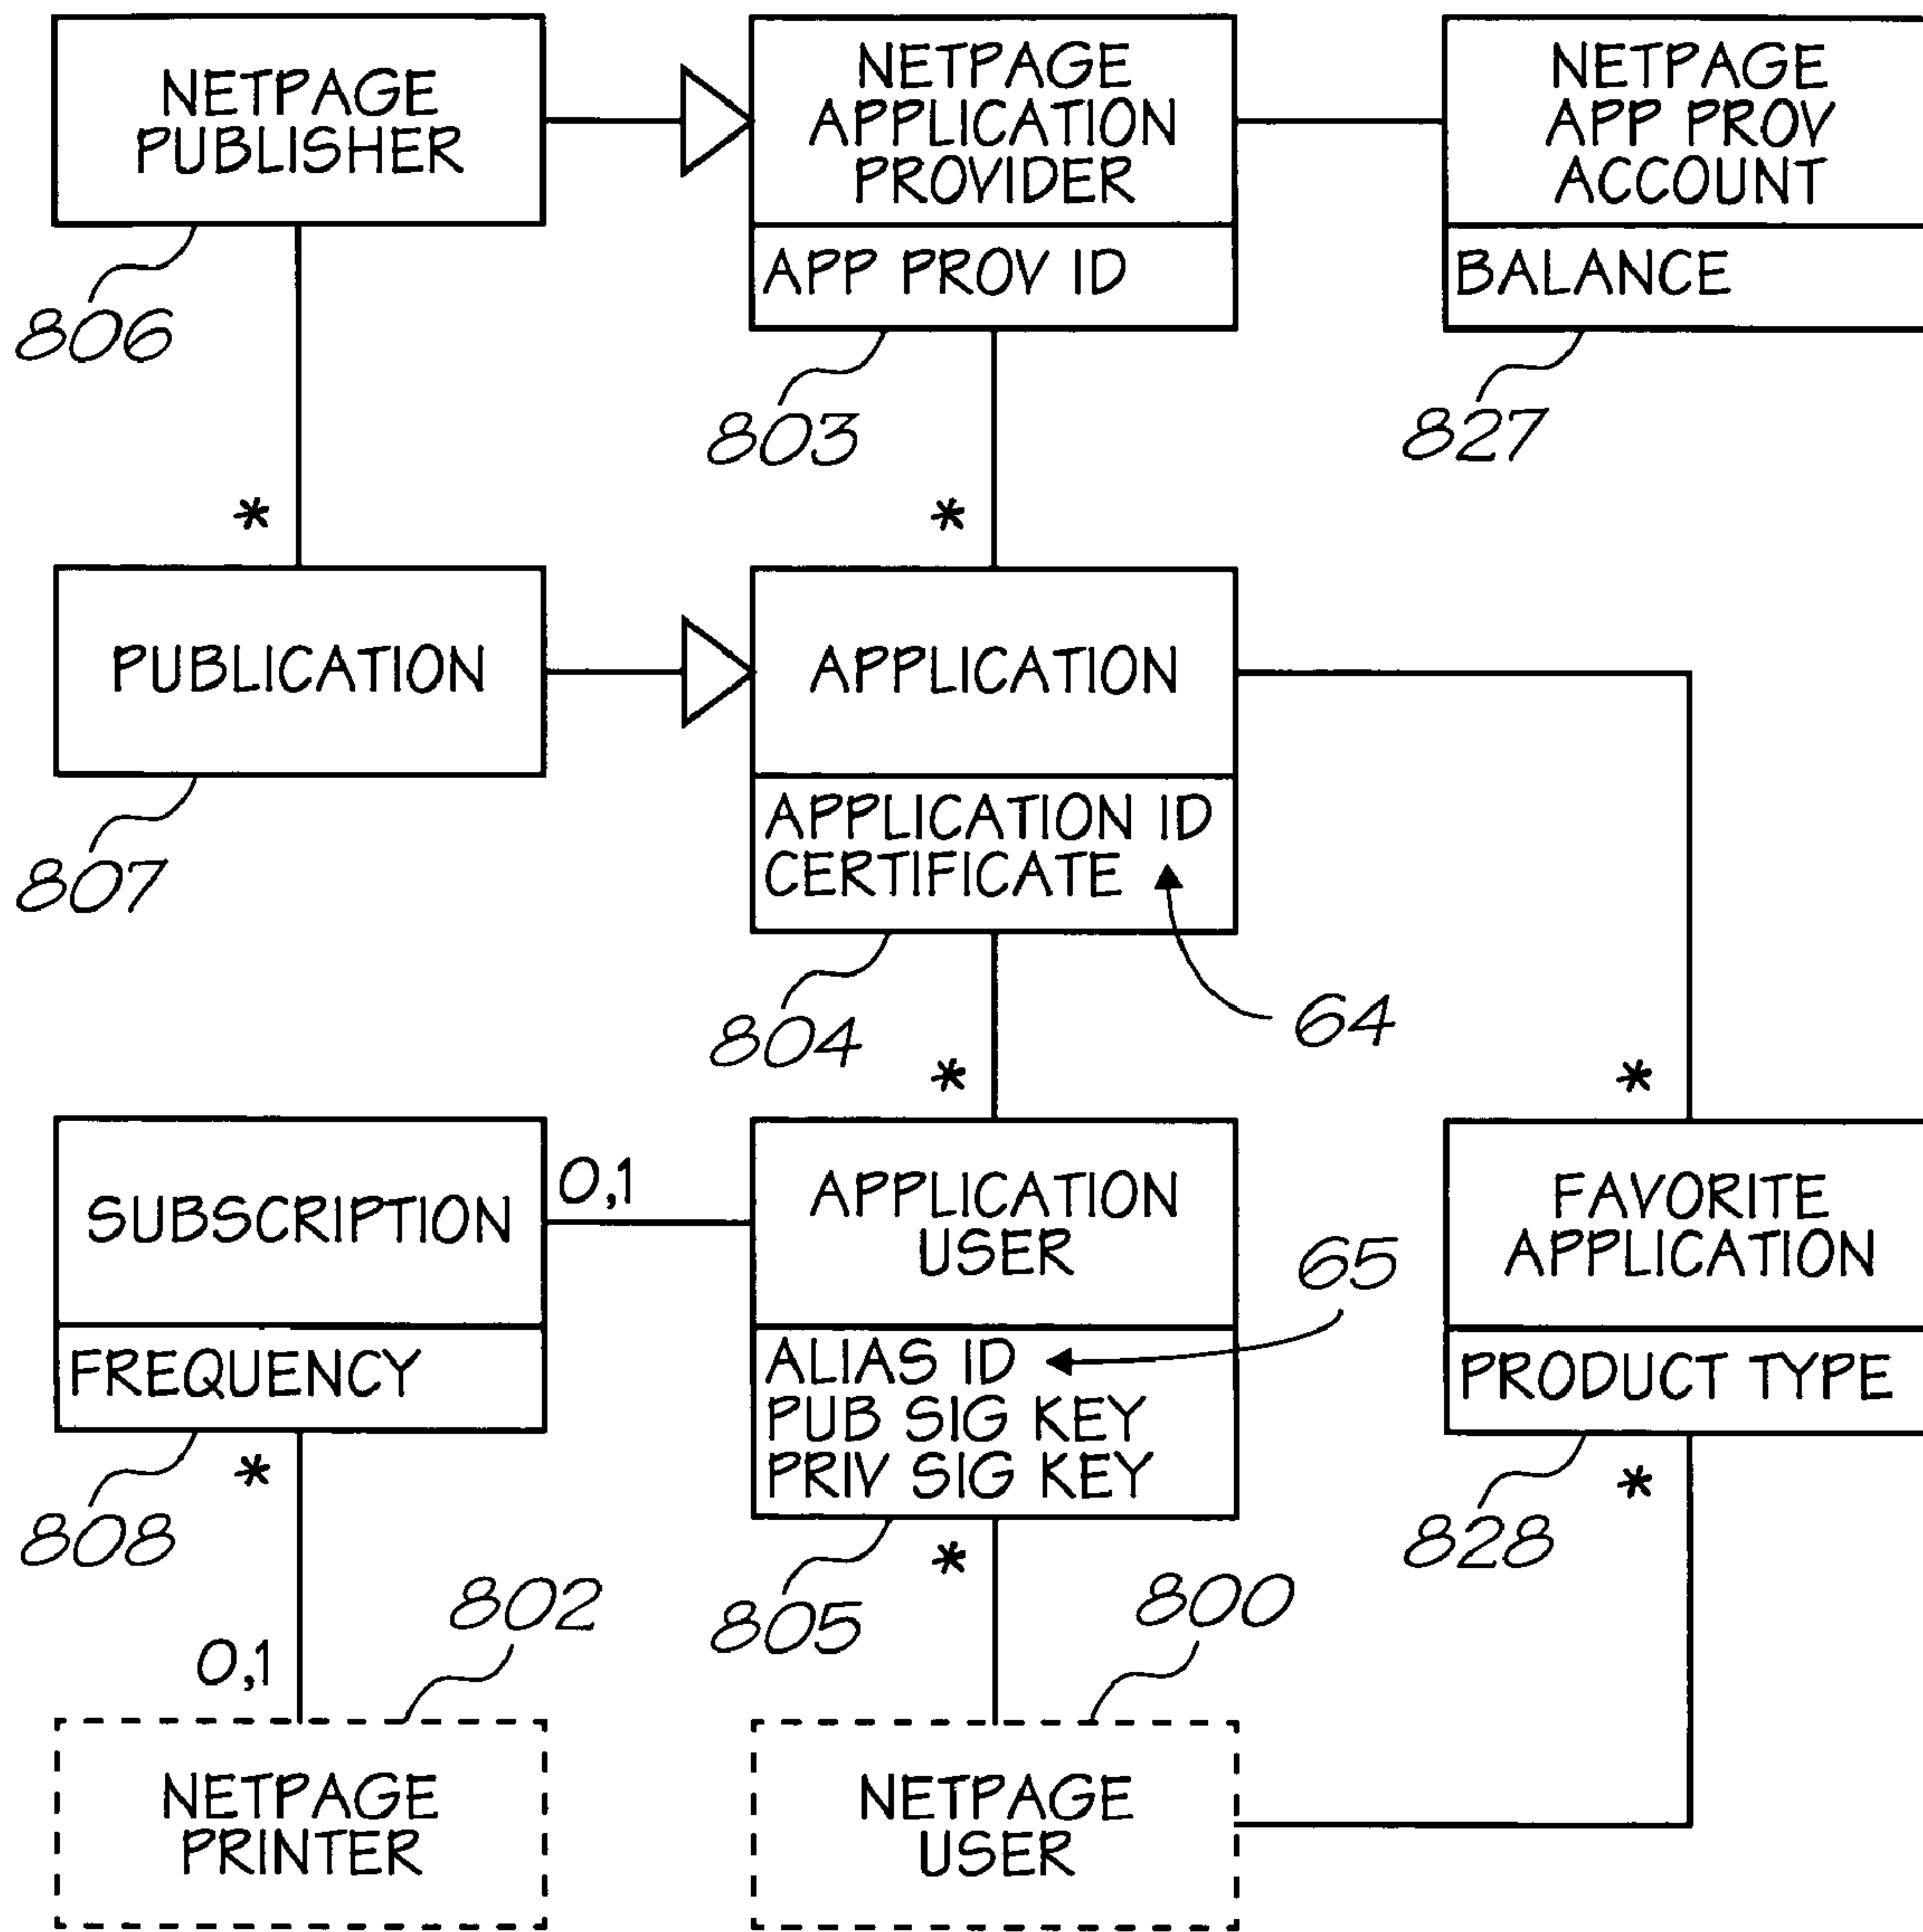 NETPAGE
PUBLISHER
NETPAGE
APPLICATION
PROVIDER
NETPAGE
APP PROV
ACCOUNT
APP PROV ID
BALANCE
806
803
827
*
*
PUBLICATION
APPLICATION
APPLICATION ID
CERTIFICATE
807
804
64
*
*
SUBSCRIPTION
0,1
APPLICATION
USER
FAVORITE
APPLICATION
65
FREQUENCY
ALIAS ID
PUB SIG KEY
PRIV SIG KEY
PRODUCT TYPE
*
*
808
828
*
802
805
800
0,1
NETPAGE
PRINTER
NETPAGE
USER